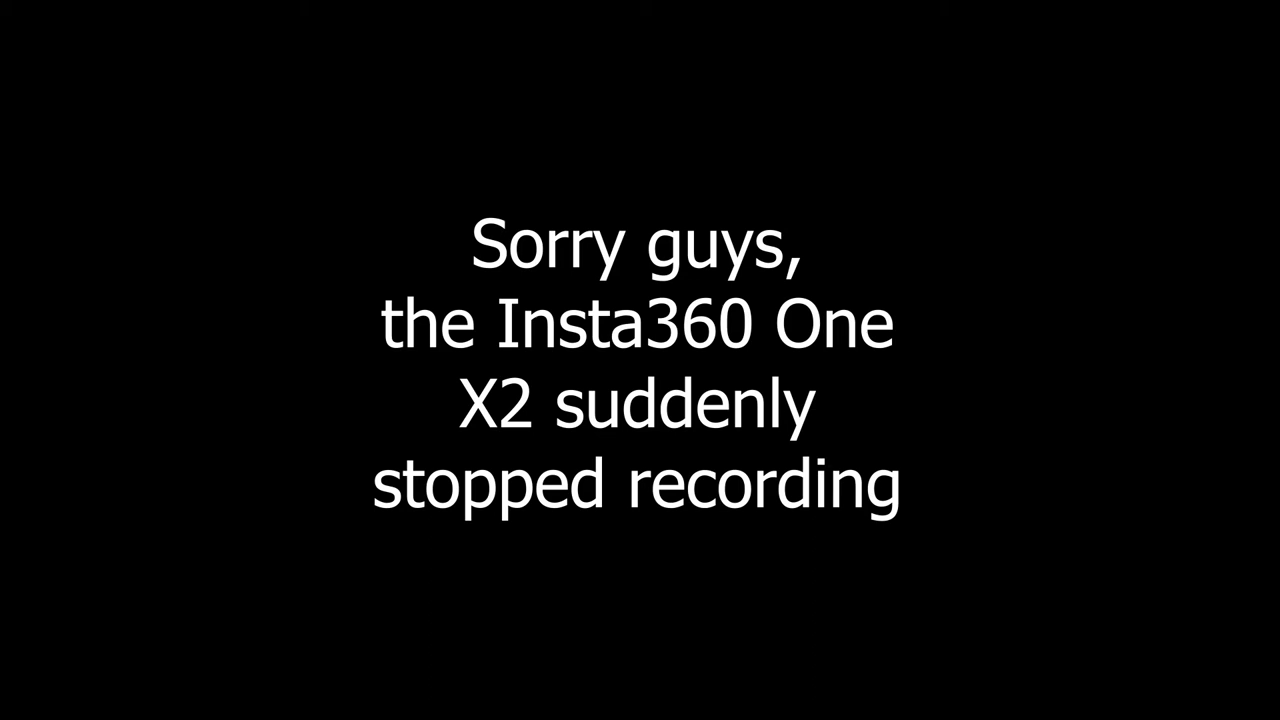 Sorry guys,
the Insta360 One
X2 suddenly
stopped recording